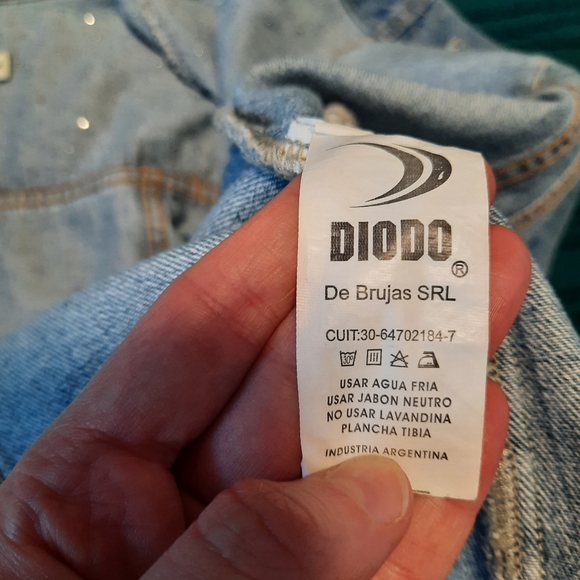 DIODO®
De Brujas SRL
CUIT:30-64702184-7
30°
USAR AGUA FRIA
USAR JABON NEUTRO
NO USAR LAVANDINA
PLANCHA TIBIA
INDUSTRIA ARGENTINA